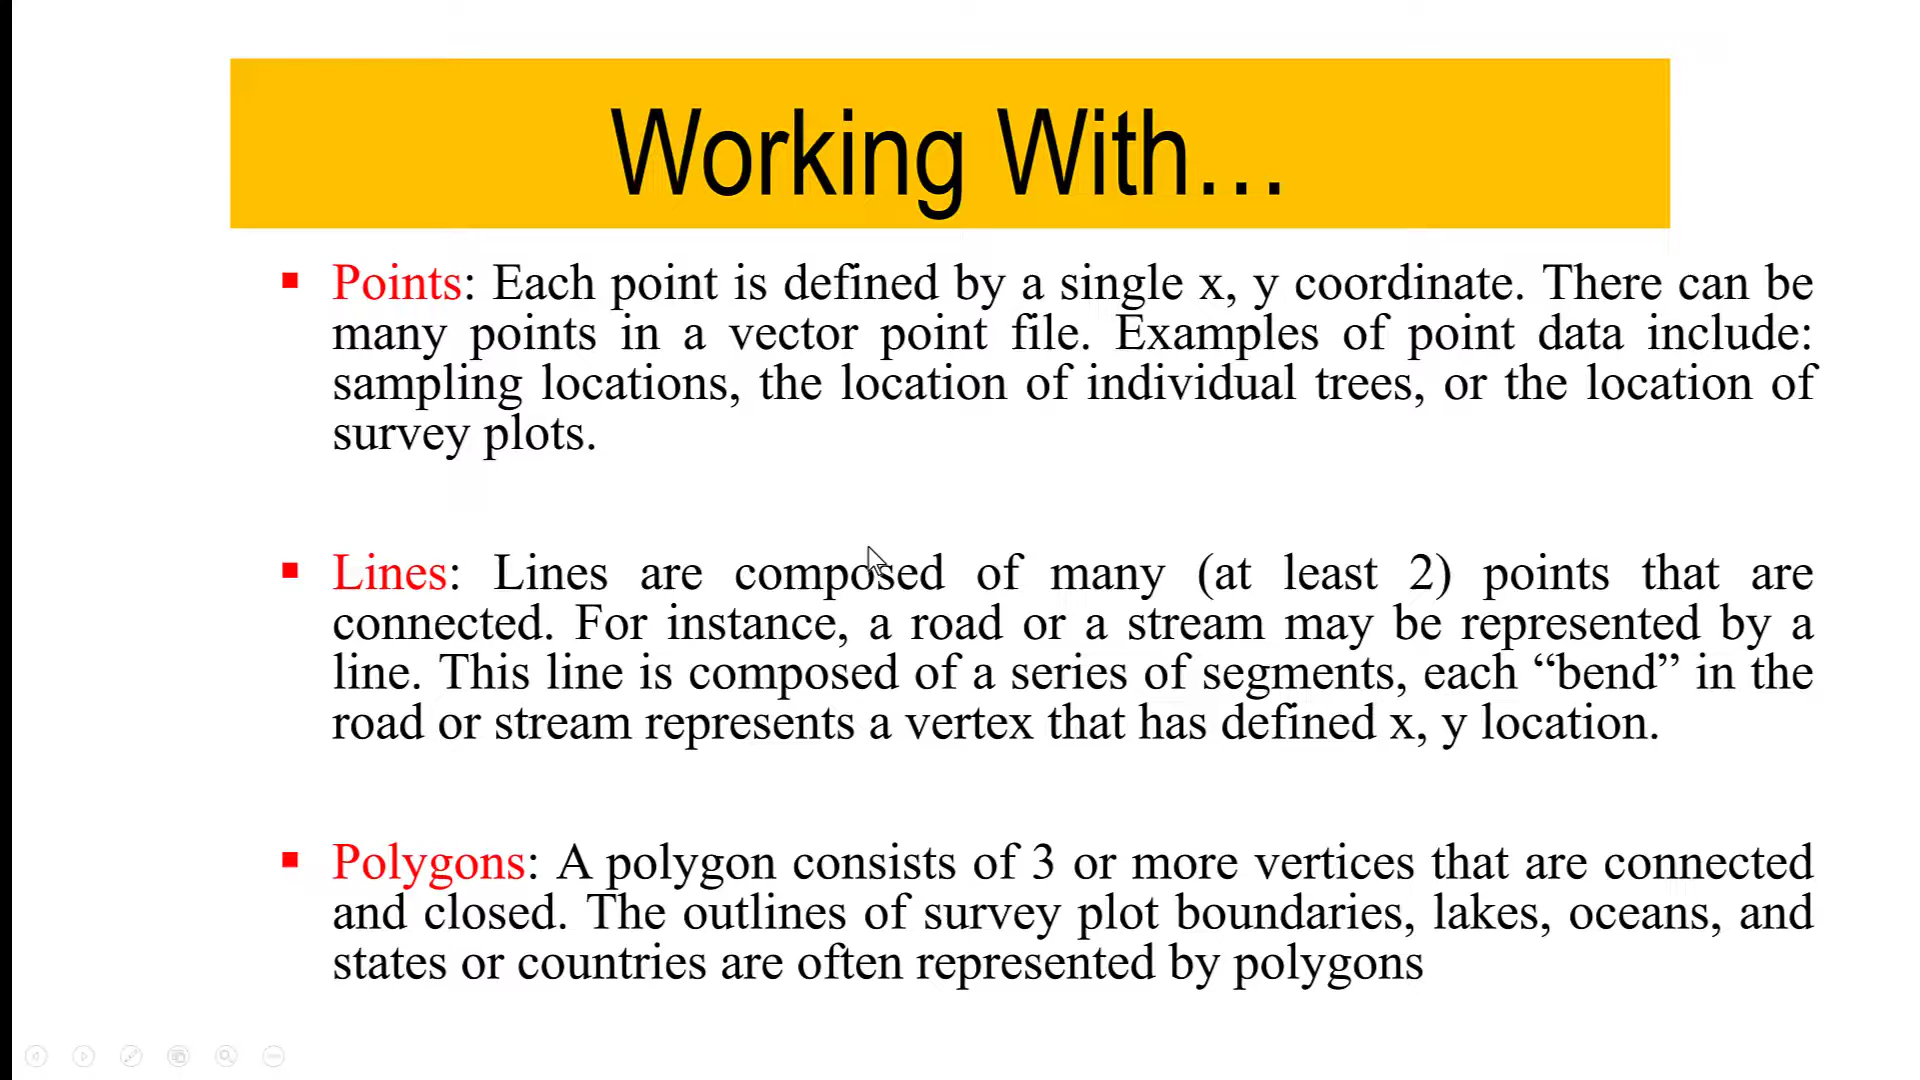 Working With…
▪ Points: Each point is defined by a single x, y coordinate. There can be
many points in a vector point file. Examples of point data include:
sampling locations, the location of individual trees, or the location of
survey plots.
▪ Lines: Lines are composed of many (at least 2) points that are
connected. For instance, a road or a stream may be represented by a
line. This line is composed of a series of segments, each “bend” in the
road or stream represents a vertex that has defined x, y location.
▪ Polygons: A polygon consists of 3 or more vertices that are connected
and closed. The outlines of survey plot boundaries, lakes, oceans, and
states or countries are often represented by polygons